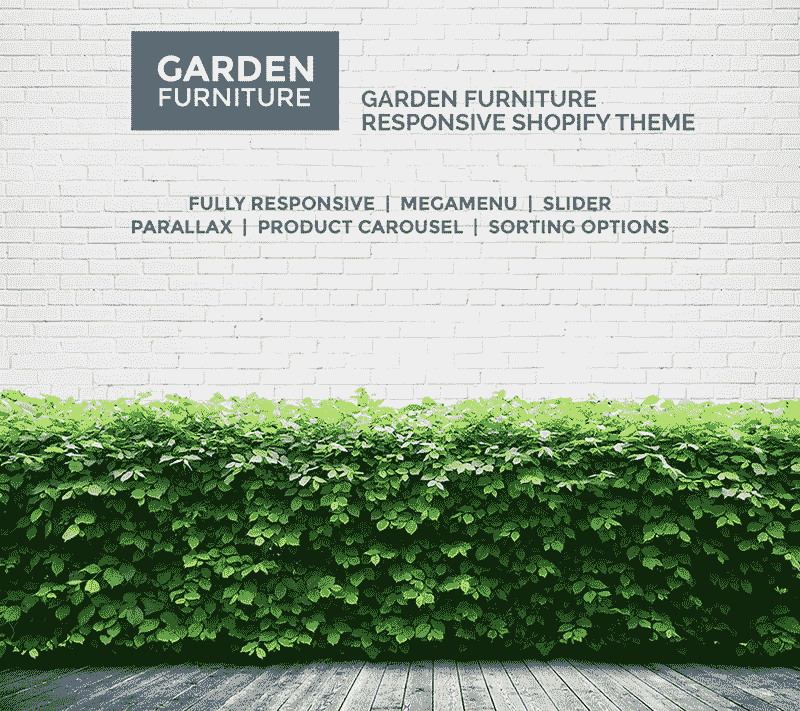 GARDEN
FURNITURE
GARDEN FURNITURE
RESPONSIVE SHOPIFY THEME
FULLY RESPONSIVE | MEGAMENU | SLIDER
PARALLAX | PRODUCT CAROUSEL | SORTING OPTIONS